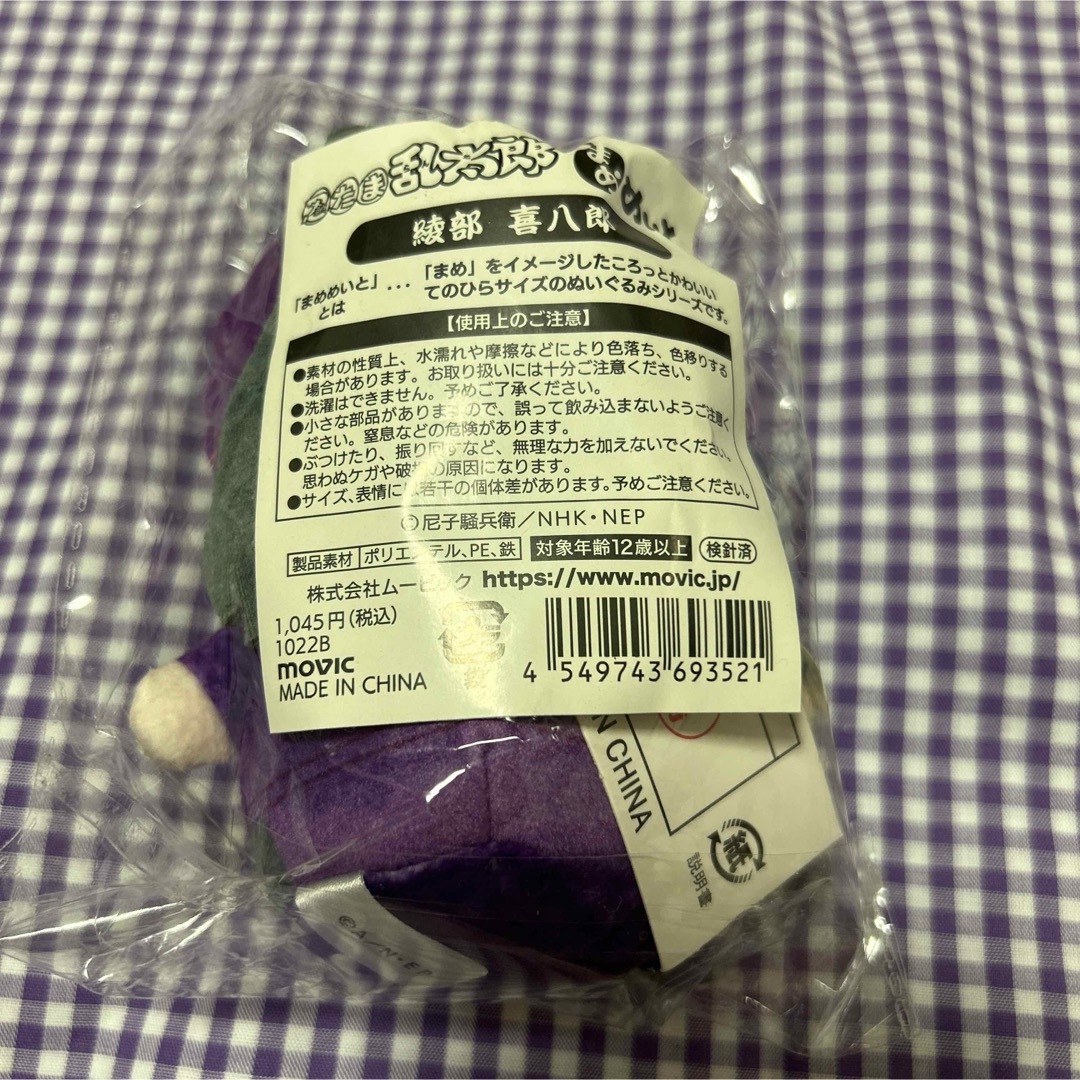 忍たま乱太郎 まめめいと
綾部 喜八郎
「まめめいと」とは...
「まめ」をイメージしたころっとかわいい
てのひらサイズのぬいぐるみシリーズです。
【使用上のご注意】
●素材の性質上、水濡れや摩擦などにより色落ち、色移りする
場合があります。お取り扱いには十分ご注意ください。
●洗濯はできません。予めご了承ください。
●小さな部品がありますので、誤って飲み込まないようご注意く
ださい。窒息などの危険があります。
●ぶつけたり、振り回すなど、無理な力を加えないでください。
思わぬケガや破損の原因になります。
●サイズ、表情には若干の個体差があります。予めご注意ください。
©尼子騒兵衛／NHK・NEP
製品素材 ポリエステル、PE、鉄 対象年齢12歳以上 検針済
株式会社ムービック https://www.movic.jp/
1,045円(税込)
1022B
movic
MADE IN CHINA
4 549743 693521
N CHINA
紙
説明書
©A/N・EP